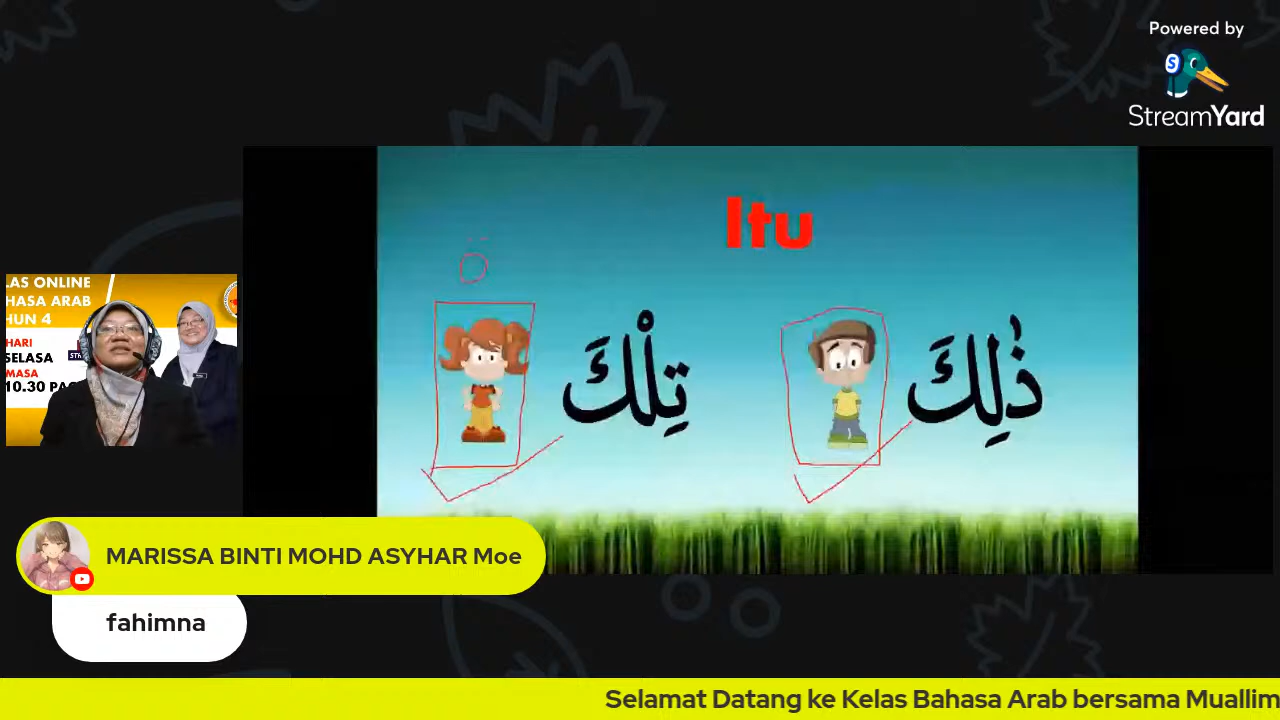 Powered by
StreamYard
Itu
ذٰلِكَ
تِلْكَ
LAS ONLINE
HASA ARAB
HUN 4
HARI
SELASA
MASA
10.30 PAG
MARISSA BINTI MOHD ASYHAR Moe
fahimna
Selamat Datang ke Kelas Bahasa Arab bersama Muallim